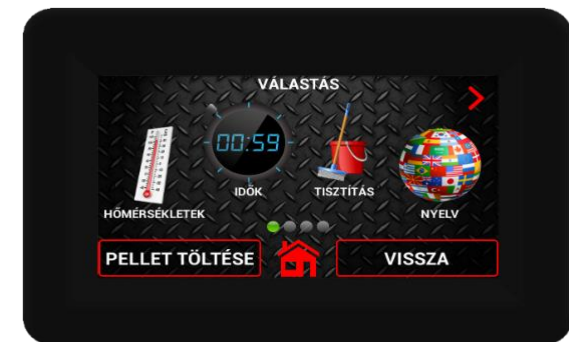 VÁLASTÁS
00:59
HŐMÉRSÉKLETEK
IDŐK
TISZTÍTÁS
NYELV
PELLET TÖLTÉSE
VISSZA